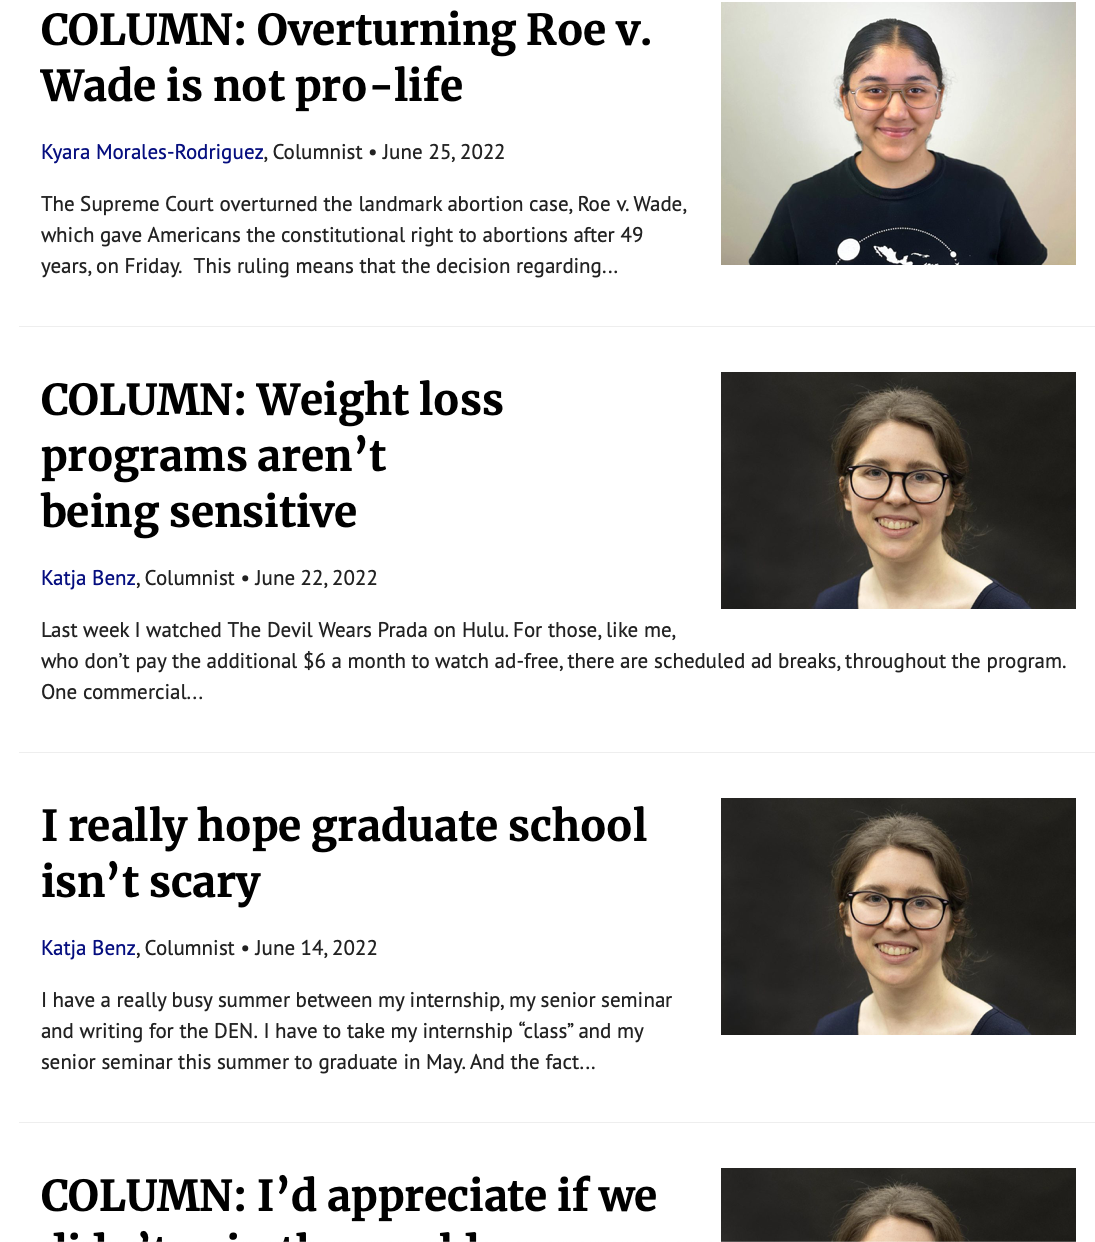 COLUMN: Overturning Roe v.
Wade is not pro-life
Kyara Morales-Rodriguez, Columnist • June 25, 2022
The Supreme Court overturned the landmark abortion case, Roe v. Wade,
which gave Americans the constitutional right to abortions after 49
years, on Friday.  This ruling means that the decision regarding...
COLUMN: Weight loss
programs aren’t
being sensitive
Katja Benz, Columnist • June 22, 2022
Last week I watched The Devil Wears Prada on Hulu. For those, like me,
who don’t pay the additional $6 a month to watch ad-free, there are scheduled ad breaks, throughout the program.
One commercial...
I really hope graduate school
isn’t scary
Katja Benz, Columnist • June 14, 2022
I have a really busy summer between my internship, my senior seminar
and writing for the DEN. I have to take my internship “class” and my
senior seminar this summer to graduate in May. And the fact...
COLUMN: I’d appreciate if we